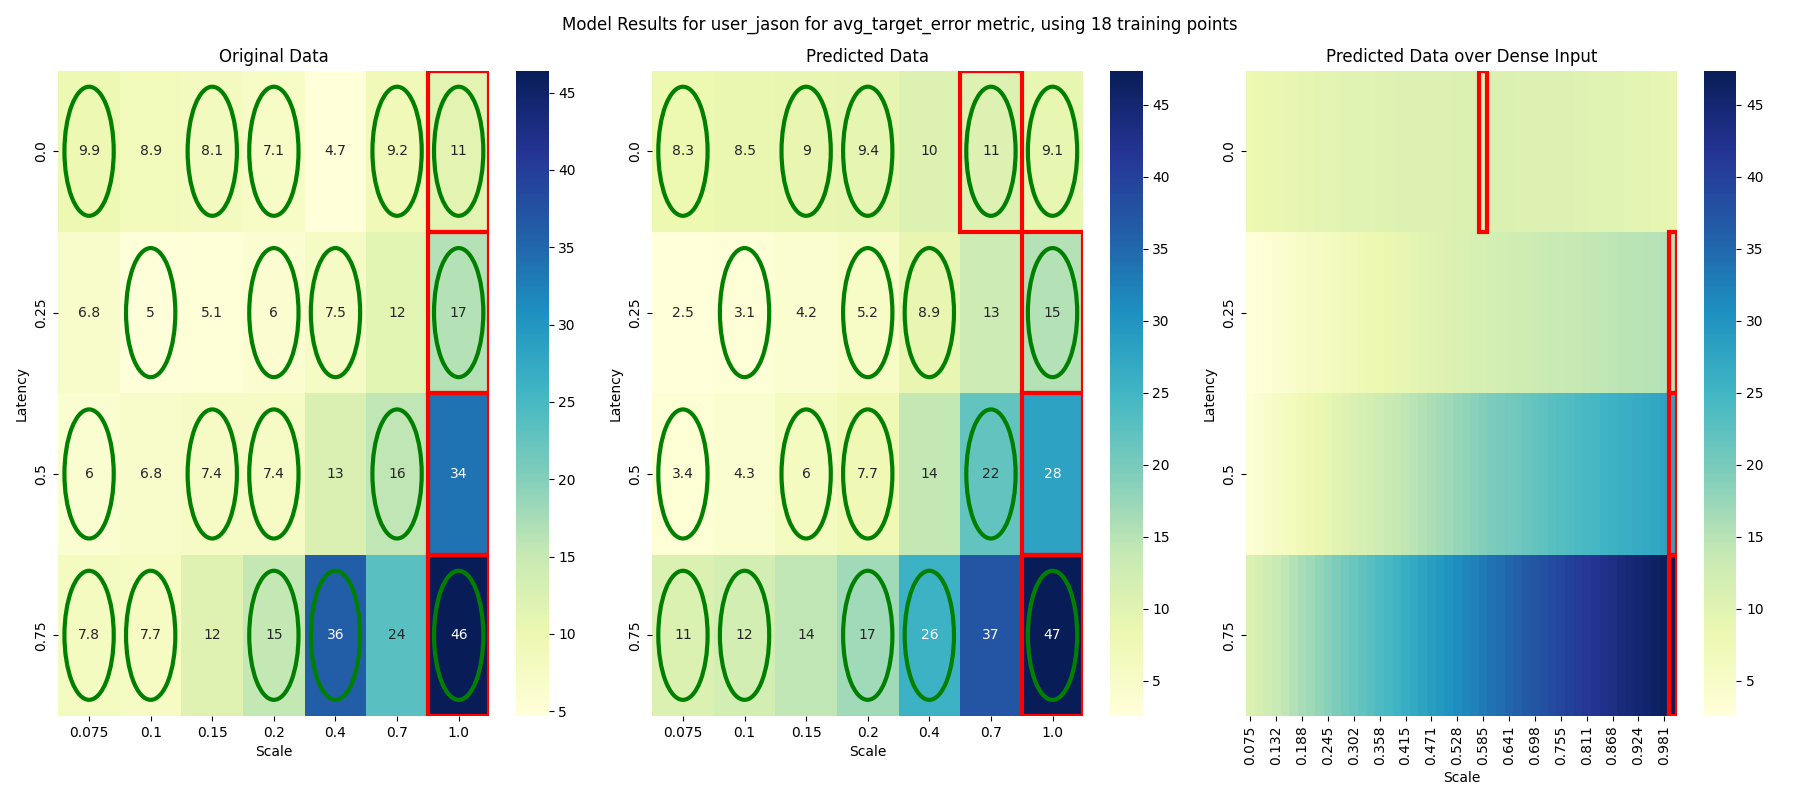 Model Results for user_jason for avg_target_error metric, using 18 training points
Original Data
Latency
0.0 9.9 8.9 8.1 7.1 4.7 9.2 11
0.25 6.8 5 5.1 6 7.5 12 17
0.5 6 6.8 7.4 7.4 13 16 34
0.75 7.8 7.7 12 15 36 24 46
0.075 0.1 0.15 0.2 0.4 0.7 1.0
Scale
45
40
35
30
25
20
15
10
5
Predicted Data
Latency
0.0 8.3 8.5 9 9.4 10 11 9.1
0.25 2.5 3.1 4.2 5.2 8.9 13 15
0.5 3.4 4.3 6 7.7 14 22 28
0.75 11 12 14 17 26 37 47
0.075 0.1 0.15 0.2 0.4 0.7 1.0
Scale
45
40
35
30
25
20
15
10
5
Predicted Data over Dense Input
Latency
0.0
0.25
0.5
0.75
0.075 0.132 0.188 0.245 0.302 0.358 0.415 0.471 0.528 0.585 0.641 0.698 0.755 0.811 0.868 0.924 0.981
Scale
45
40
35
30
25
20
15
10
5